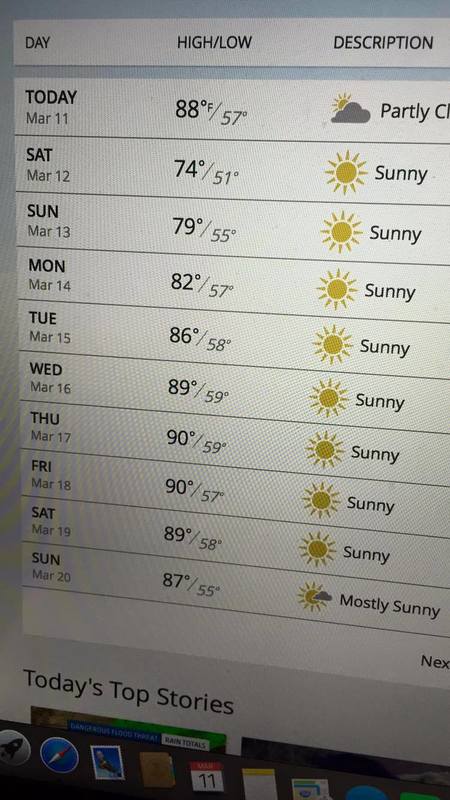 DAY HIGH/LOW DESCRIPTION
TODAY
Mar 11 88°F/57° Partly
SAT
Mar 12 74°/51° Sunny
SUN
Mar 13 79°/55° Sunny
MON
Mar 14 82°/57° Sunny
TUE
Mar 15 86°/58° Sunny
WED
Mar 16 89°/59° Sunny
THU
Mar 17 90°/59° Sunny
FRI
Mar 18 90°/57° Sunny
SAT
Mar 19 89°/58° Sunny
SUN
Mar 20 87°/55° Mostly Sunny
Today's Top Stories
DANGEROUS FLOOD THREAT RAIN TOTALS
MAR
11